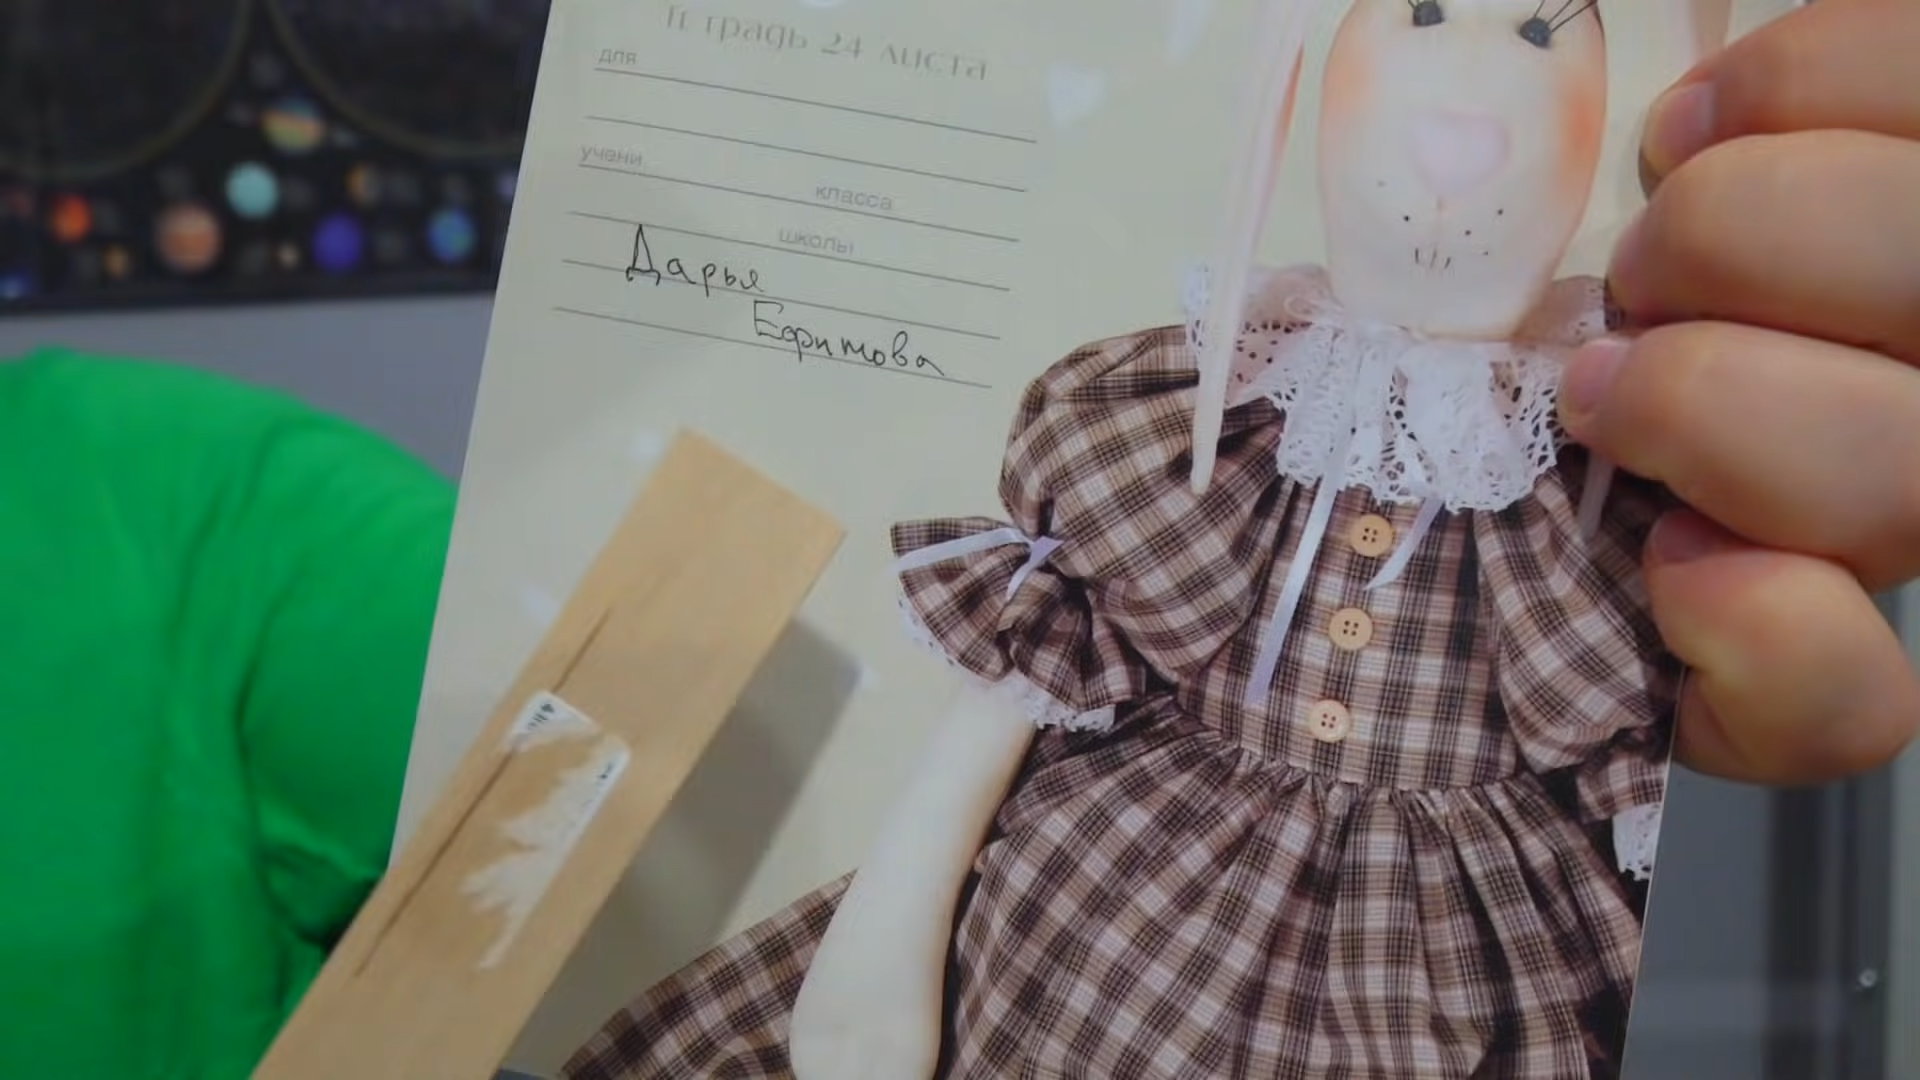 Тетрадь 24 листа
для
учени
класса
школы
Дарья
Ефимова